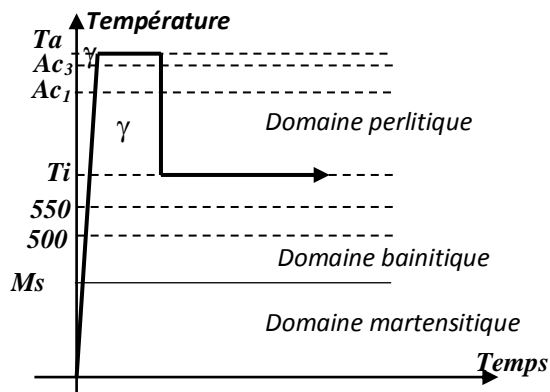 Température
Ta
γ
Ac3
Ac1
γ
Domaine perlitique
Ti
550
500
Domaine bainitique
Ms
Domaine martensitique
Temps